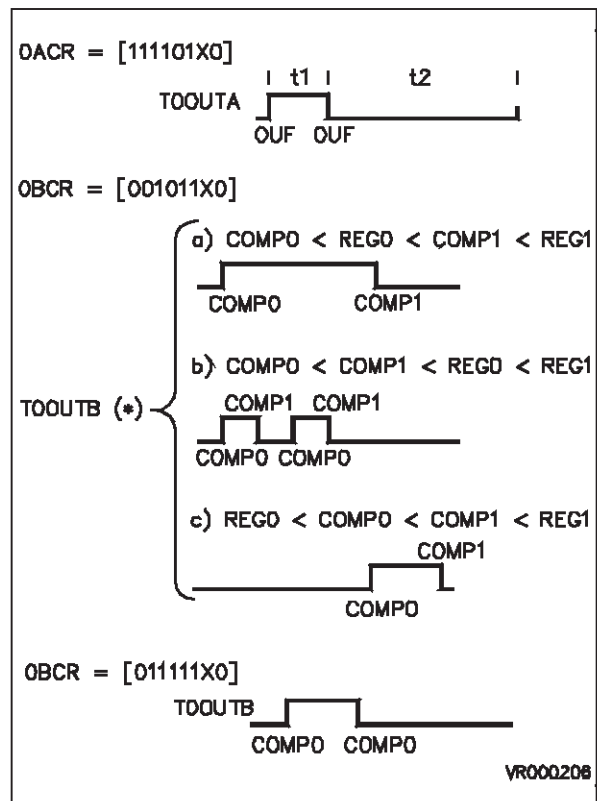 OACR = [111101X0]
t1 t2
TOOUTA
OUF OUF
OBCR = [001011X0]
a) COMP0 < REG0 < COMP1 < REG1
COMP0 COMP1
b) COMP0 < COMP1 < REG0 < REG1
TOOUTB (*)
COMP1 COMP1
COMP0 COMP0
c) REG0 < COMP0 < COMP1 < REG1
COMP1
COMP0
OBCR = [011111X0]
TOOUTB
COMP0 COMP0
VR000206